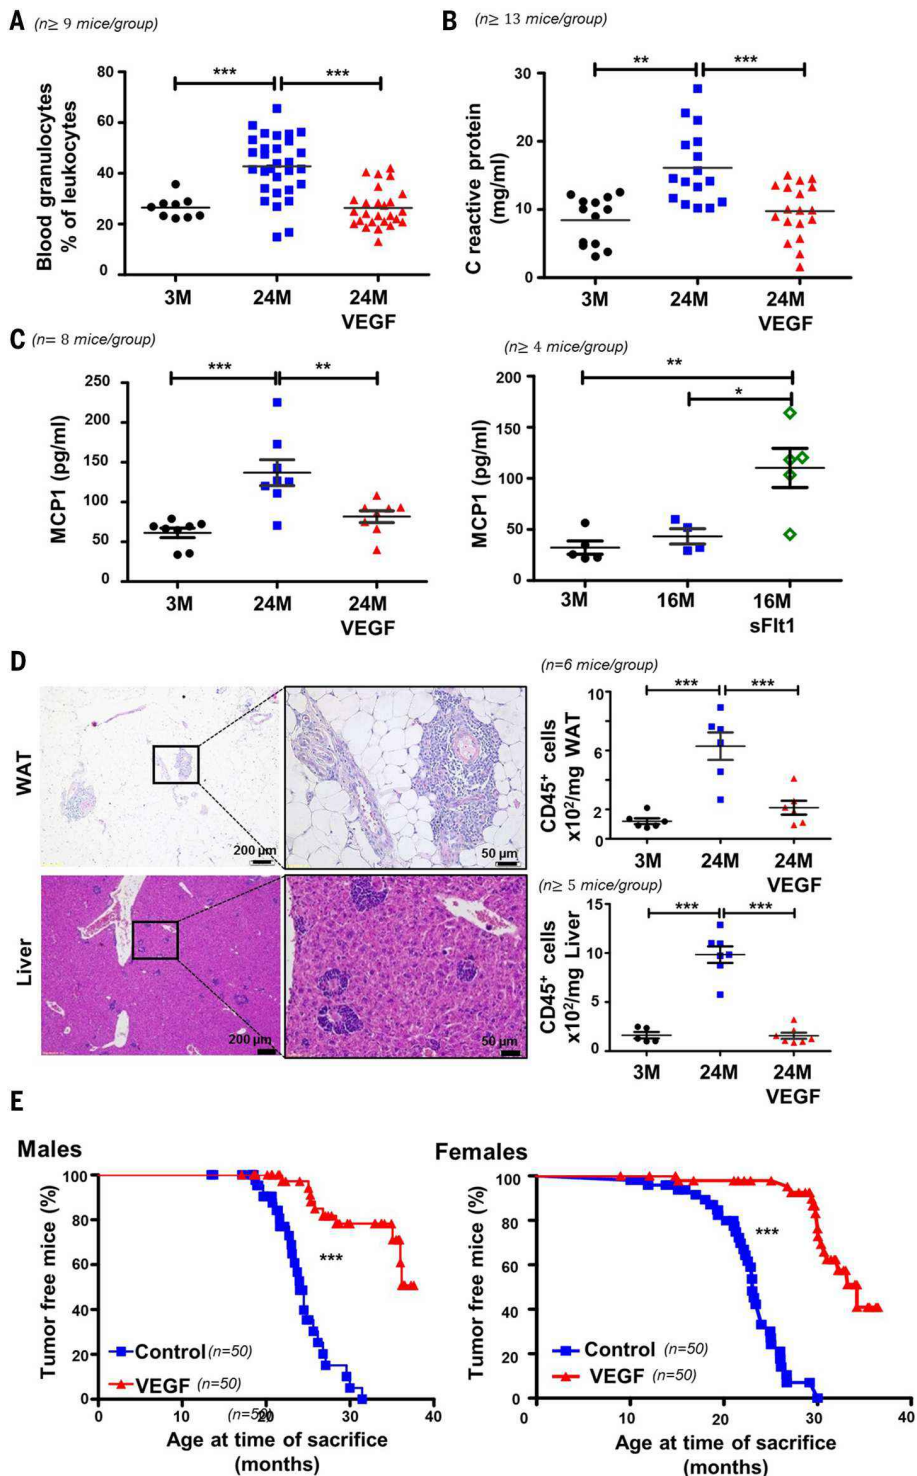 A (n≥ 9 mice/group)
Blood granulocytes
% of leukocytes
***
***
80
60
40
20
0
3M
24M
24M
VEGF
B (n≥ 13 mice/group)
C reactive protein
(mg/ml)
**
***
30
20
10
0
3M
24M
24M
VEGF
C (n= 8 mice/group)
MCP1 (pg/ml)
***
**
250
200
150
100
50
0
3M
24M
24M
VEGF
(n≥ 4 mice/group)
MCP1 (pg/ml)
**
*
200
150
100
50
0
3M
16M
16M
sFlt1
D
WAT
200 µm
50 µm
Liver
200 µm
50 µm
(n=6 mice/group)
CD45⁺ cells
x10²/mg WAT
***
***
10
6
2
0
3M
24M
24M
VEGF
(n≥ 5 mice/group)
CD45⁺ cells
x10²/mg Liver
***
***
15
10
5
0
3M
24M
24M
VEGF
E
Males
Tumor free mice (%)
100
80
60
40
20
0
***
Control (n=50)
VEGF (n=50)
0
20
30
40
(n=50)
Age at time of sacrifice
(months)
Females
Tumor free mice (%)
100
80
60
40
20
0
***
Control (n=50)
VEGF (n=50)
0
10
20
30
40
Age at time of sacrifice
(months)